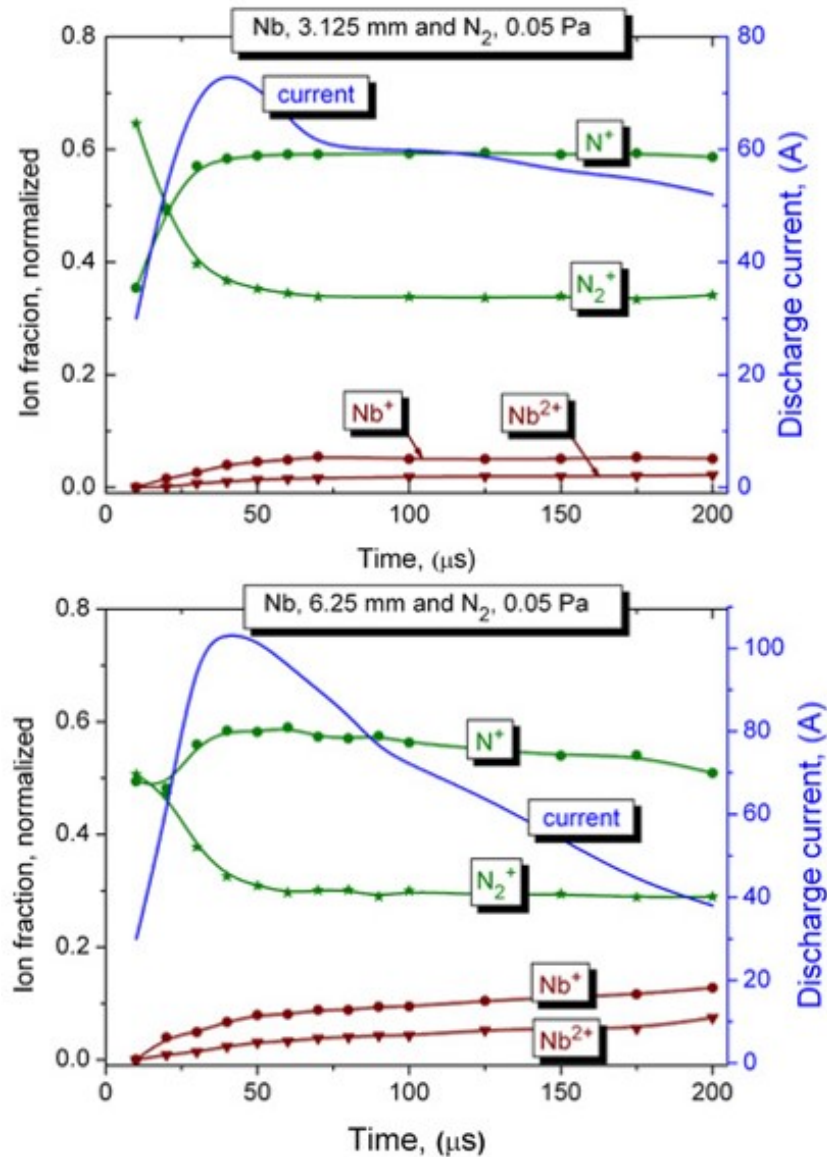 Nb, 3.125 mm and N₂, 0.05 Pa
0.8
80
current
70
N⁺
0.6
60
50
Ion fracion, normalized
0.4
40
Discharge current, (A)
N₂⁺
30
0.2
20
Nb⁺
Nb²⁺
10
0.0
0
0
50
100
150
200
Time, (μs)
Nb, 6.25 mm and N₂, 0.05 Pa
0.8
100
0.6
N⁺
80
Ion fraction, normalized
current
60
0.4
Discharge current, (A)
N₂⁺
40
0.2
Nb⁺
20
Nb²⁺
0.0
0
0
50
100
150
200
Time, (μs)